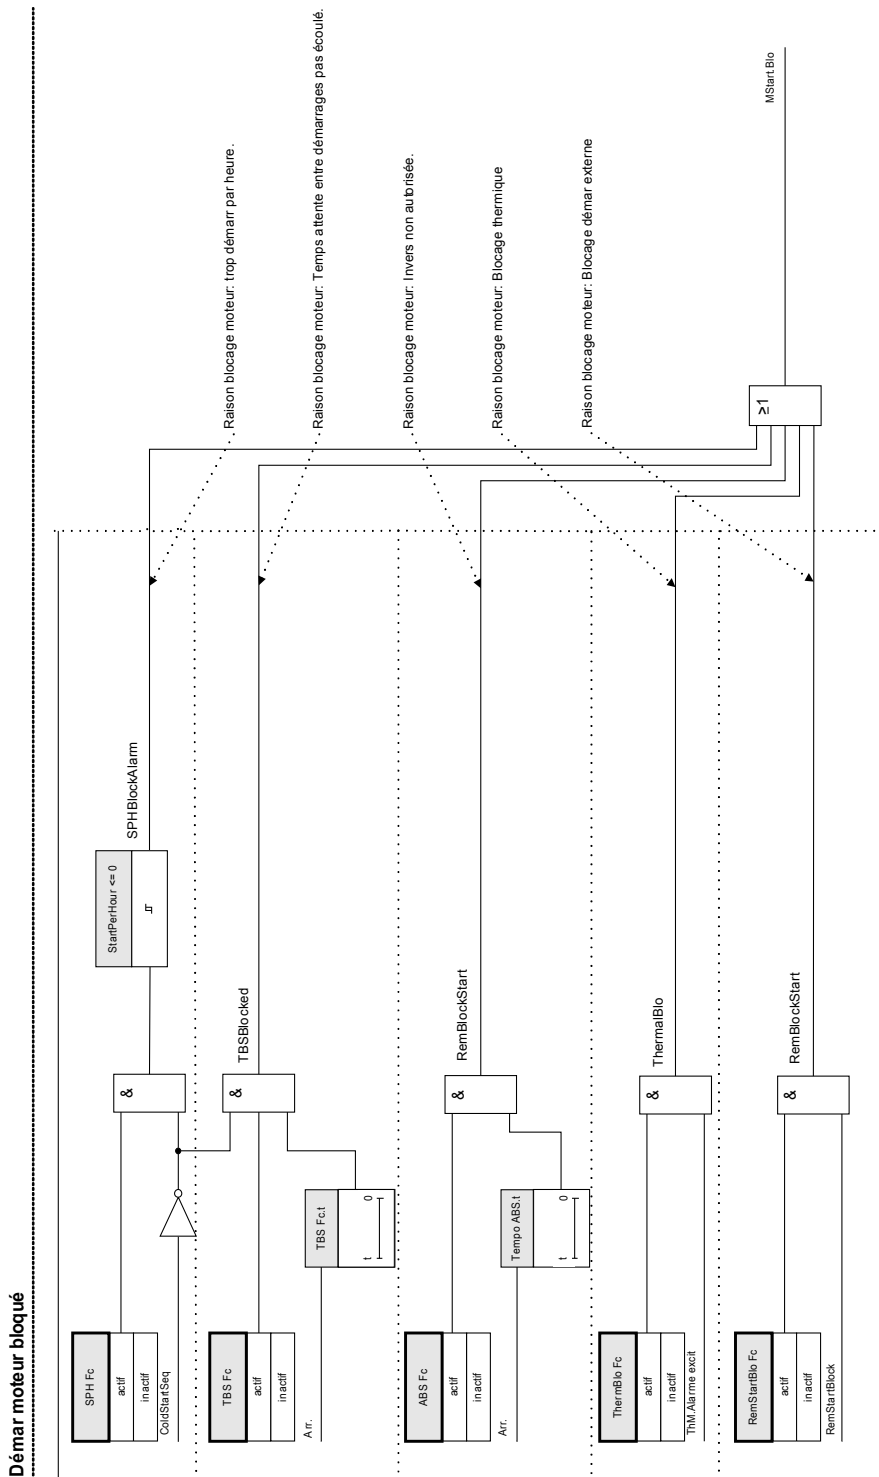 Démar moteur bloqué
SPH Fc
actif
inactif
ColdStartSeq
&
StartPerHour <= 0
SPHBlockAlarm
Raison blocage moteur: trop démarr par heure.
TBS Fc
actif
inactif
Arr.
TBS Fc.t
t
0
&
TBSBlocked
Raison blocage moteur: Temps attente entre démarrages pas écoulé.
ABS Fc
actif
inactif
Arr.
Tempo ABS.t
t
0
&
RemBlockStart
Raison blocage moteur: Invers non autorisée.
ThermBlo Fc
actif
inactif
ThM.Alarme excit
&
ThermalBlo
Raison blocage moteur: Blocage thermique
RemStartBlo Fc
actif
inactif
RemStartBlock
&
RemBlockStart
Raison blocage moteur: Blocage démar externe
≥1
MStart.Blo